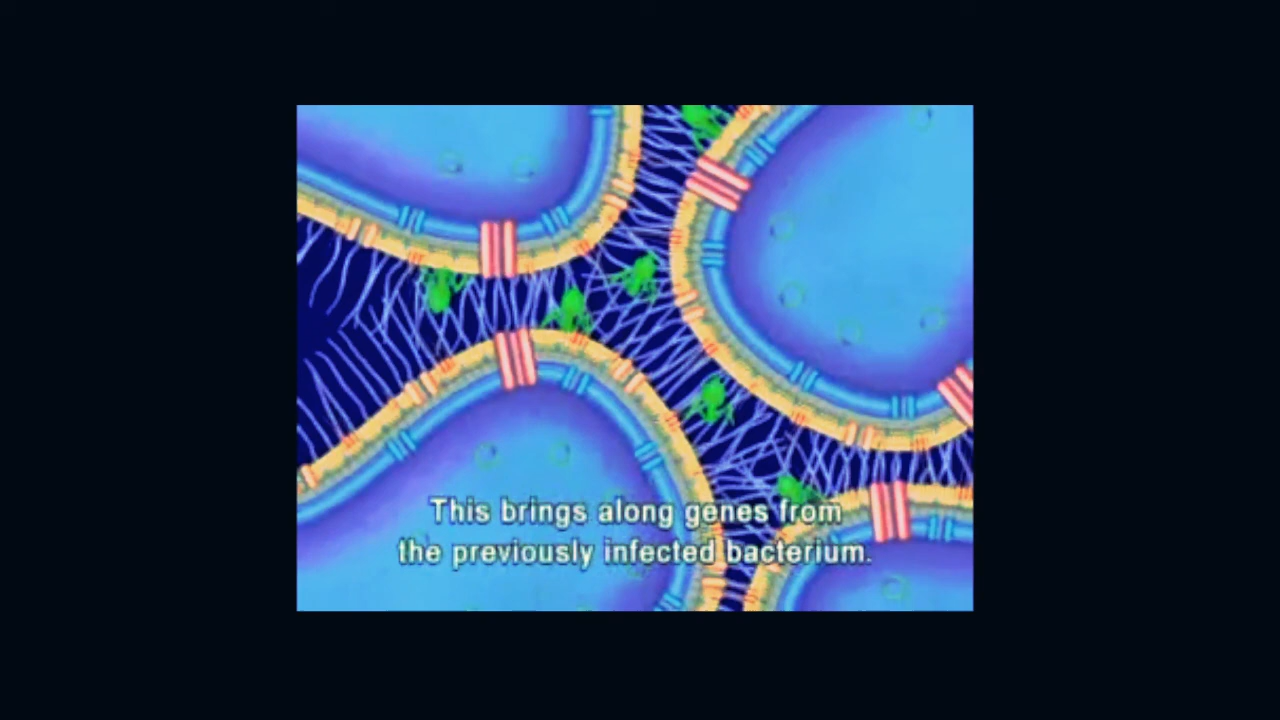 This brings along genes from
the previously infected bacterium.